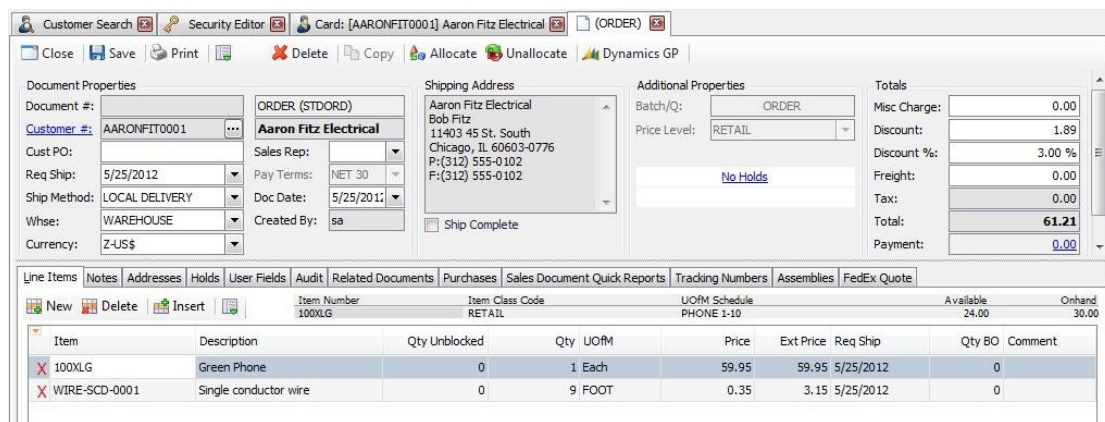 Customer Search Security Editor Card: [AARONFIT0001] Aaron Fitz Electrical (ORDER)
Close Save Print Delete Copy Allocate Unallocate Dynamics GP
Document Properties Shipping Address Additional Properties Totals
Document #: ORDER (STDORD) Aaron Fitz Electrical Batch/Q: ORDER Misc Charge: 0.00
Customer #: AARONFIT0001 ... Aaron Fitz Electrical Bob Fitz Price Level: RETAIL Discount: 1.89
Cust PO: Sales Rep: 11403 45 St. South Discount %: 3.00 %
Req Ship: 5/25/2012 Pay Terms: NET 30 Chicago, IL 60603-0776 No Holds Freight: 0.00
Ship Method: LOCAL DELIVERY Doc Date: 5/25/2012 P:(312) 555-0102 Tax: 0.00
Whse: WAREHOUSE Created By: sa F:(312) 555-0102 Total: 61.21
Currency: Z-US$ Ship Complete Payment: 0.00
Line Items Notes Addresses Holds User Fields Audit Related Documents Purchases Sales Document Quick Reports Tracking Numbers Assemblies FedEx Quote
New Delete Insert Item Number Item Class Code UOfM Schedule Available Onhand
100XLG RETAIL PHONE 1-10 24.00 30.00
Item Description Qty Unblocked Qty UOfM Price Ext Price Req Ship Qty BO Comment
100XLG Green Phone 0 1 Each 59.95 59.95 5/25/2012 0
WIRE-SCD-0001 Single conductor wire 0 9 FOOT 0.35 3.15 5/25/2012 0